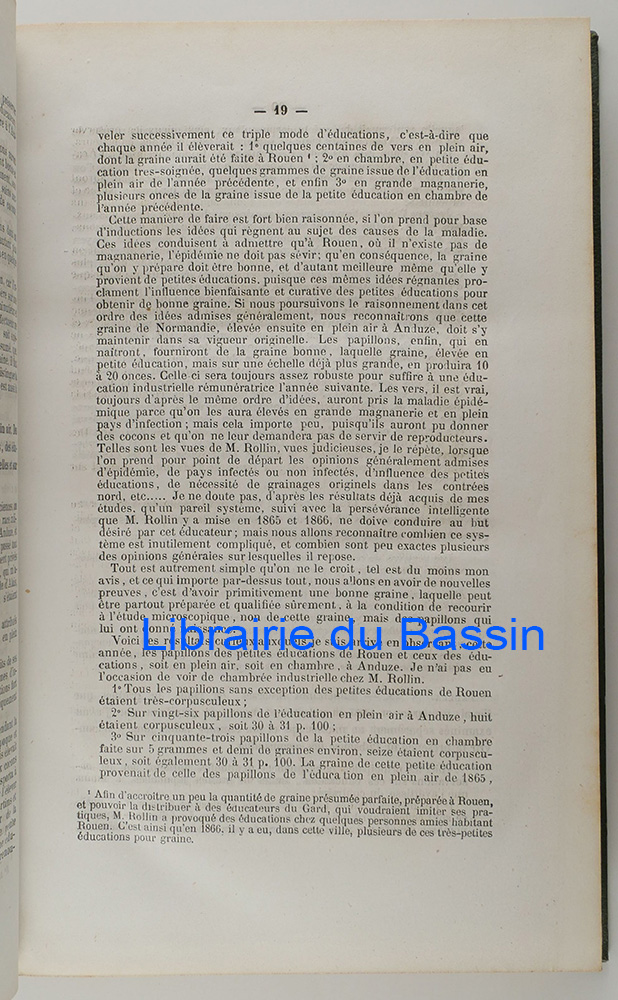 — 19 —
veler successivement ce triple mode d'éducations, c'est-à-dire que
chaque année il élèverait : 1° quelques centaines de vers en plein air,
dont la graine aurait été faite à Rouen ¹ ; 2° en chambre, en petite édu-
cation très-soignée, quelques grammes de graine issue de l'éducation en
plein air de l'année précédente, et enfin 3° en grande magnanerie,
plusieurs onces de la graine issue de la petite éducation en chambre de
l'année précédente.
Cette manière de faire est fort bien raisonnée, si l'on prend pour base
d'inductions les idées qui règnent au sujet des causes de la maladie.
Ces idées conduisent à admettre qu'à Rouen, où il n'existe pas de
magnanerie, l'épidémie ne doit pas sévir; qu'en conséquence, la graine
qu'on y prépare doit être bonne, et d'autant meilleure même qu'elle y
provient de petites éducations, puisque ces mêmes idées régnantes pro-
clament l'influence bienfaisante et curative des petites éducations pour
obtenir de bonne graine. Si nous poursuivons le raisonnement dans cet
ordre des idées admises généralement, nous reconnaîtrons que cette
graine de Normandie, élevée ensuite en plein air à Anduze, doit s'y
maintenir dans sa vigueur originelle. Les papillons, enfin, qui en
naîtront, fourniront de la graine bonne, laquelle graine, élevée en
petite éducation, mais sur une échelle déjà plus grande, en produira 10
à 20 onces. Celle-ci sera toujours assez robuste pour suffire à une édu-
cation industrielle rémunératrice l'année suivante. Les vers, il est vrai,
toujours d'après le même ordre d'idées, auront pris la maladie épidé-
mique parce qu'on les aura élevés en grande magnanerie et en plein
pays d'infection ; mais cela importe peu, puisqu'ils auront pu donner
des cocons et qu'on ne leur demandera pas de servir de reproducteurs.
Telles sont les vues de M. Rollin, vues judicieuses, je le répète, lorsque
l'on prend pour point de départ les opinions généralement admises
d'épidémie, de pays infectés ou non infectés, d'influence des petites
éducations, de nécessité de grainages originels dans les contrées
nord, etc..... Je ne doute pas, d'après les résultats déjà acquis de mes
études, qu'un pareil système, suivi avec la persévérance intelligente
que M. Rollin y a mise en 1865 et 1866, ne doive conduire au but
désiré par cet éducateur; mais nous allons reconnaître combien ce sys-
tème est inutilement compliqué, et combien sont peu exactes plusieurs
des opinions générales sur lesquelles il repose.
Tout est autrement simple qu'on ne le croit, tel est du moins mon
avis, et ce qui importe par-dessus tout, nous allons en avoir de nouvelles
preuves, c'est d'avoir primitivement une bonne graine, laquelle peut
être partout préparée et qualifiée sûrement, à la condition de recourir
à l'étude microscopique, non de cette graine, mais des papillons qui
lui ont
Librairie du Bassin
Voici les résultats
année, les papillons des petites éducations de Rouen et ceux des édu-
cations, soit en plein air, soit en chambre, à Anduze. Je n'ai pas eu
l'occasion de voir de chambrée industrielle chez M. Rollin.
1° Tous les papillons sans exception des petites éducations de Rouen
étaient très-corpusculeux ;
2° Sur vingt-six papillons de l'éducation en plein air à Anduze, huit
étaient corpusculeux, soit 30 à 31 p. 100 ;
3° Sur cinquante-trois papillons de la petite éducation en chambre
faite sur 5 grammes et demi de graines environ, seize étaient corpuscu-
leux, soit également 30 à 31 p. 100. La graine de cette petite éducation
provenait de celle des papillons de l'éducation en plein air de 1865,
¹ Afin d'accroître un peu la quantité de graine présumée parfaite, préparée à Rouen,
et pouvoir la distribuer à des éducateurs du Gard, qui voudraient imiter ses pra-
tiques, M. Rollin a provoqué des éducations chez quelques personnes amies habitant
Rouen. C'est ainsi qu'en 1866, il y a eu, dans cette ville, plusieurs de ces très-petites
éducations pour graine.